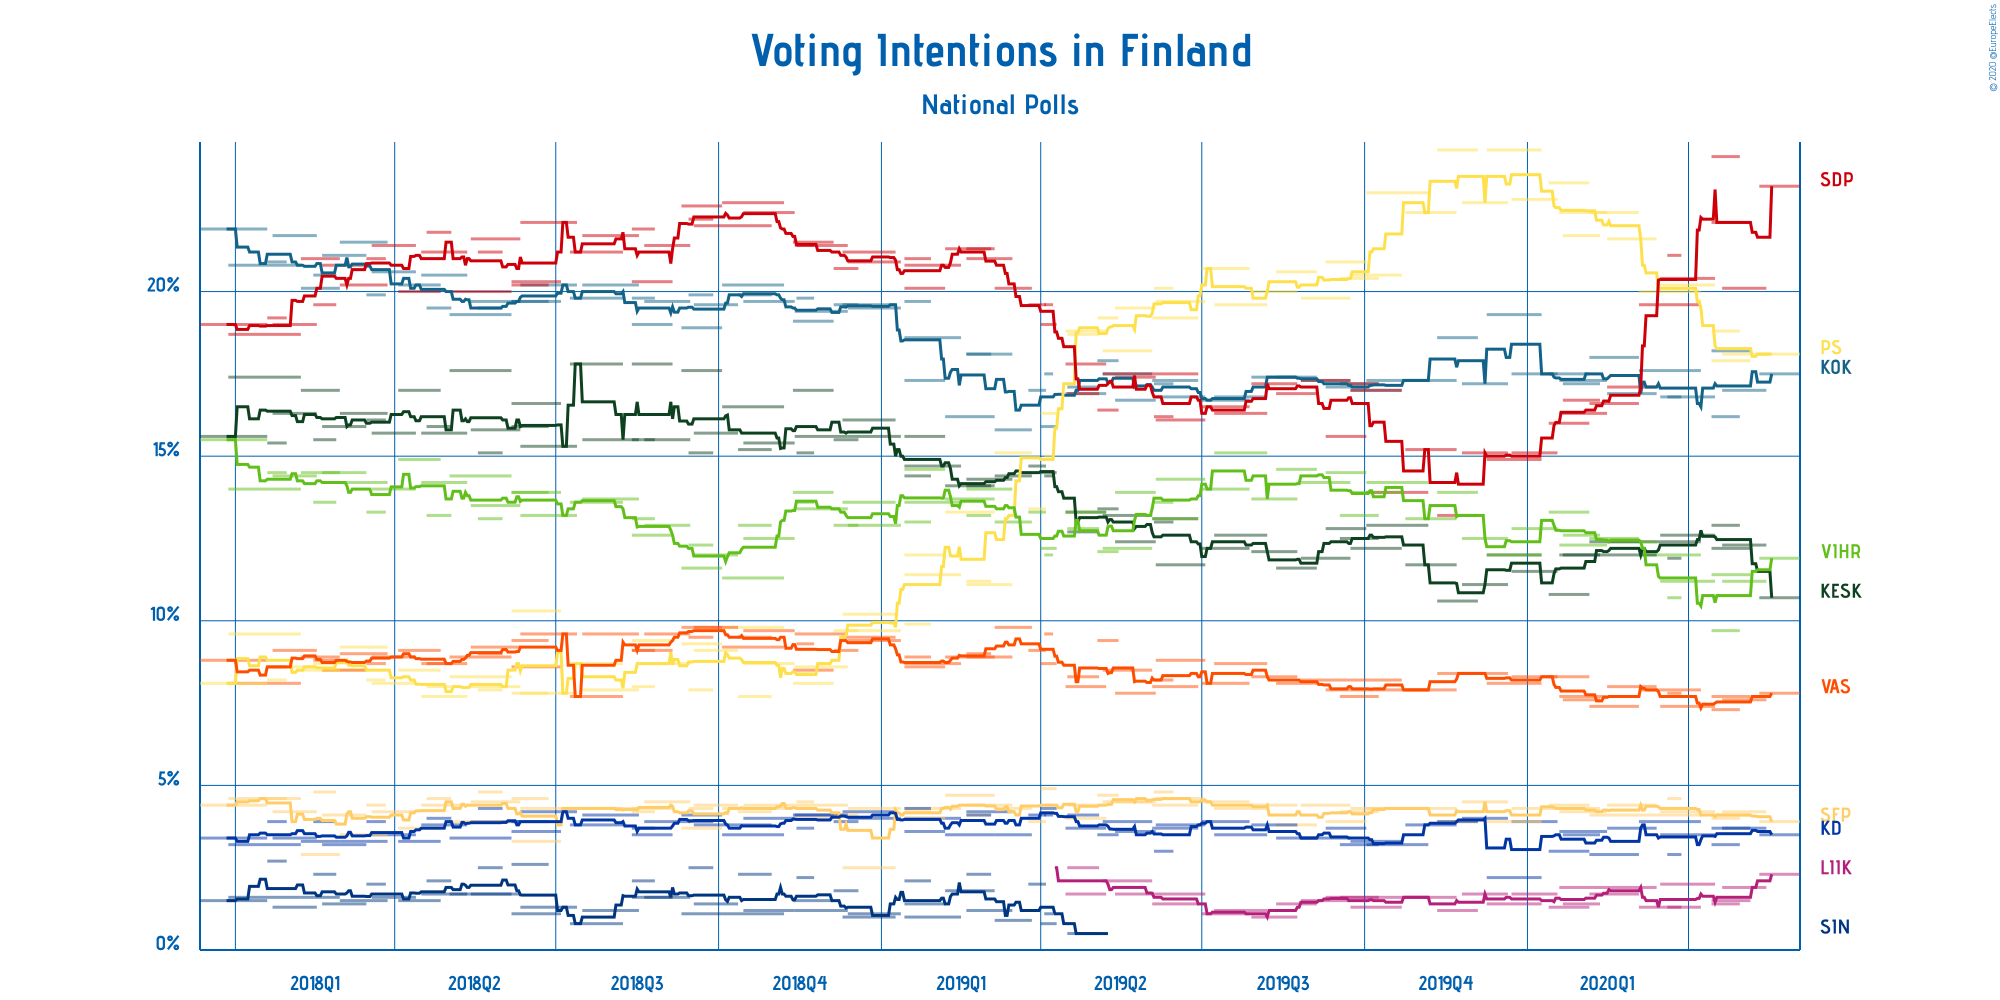 Voting Intentions in Finland
National Polls
© 2020 @EuropeElects
20%
15%
10%
5%
0%
SDP
PS
KOK
VIHR
KESK
VAS
SFP
KD
LIIK
SIN
2018Q1
2018Q2
2018Q3
2018Q4
2019Q1
2019Q2
2019Q3
2019Q4
2020Q1